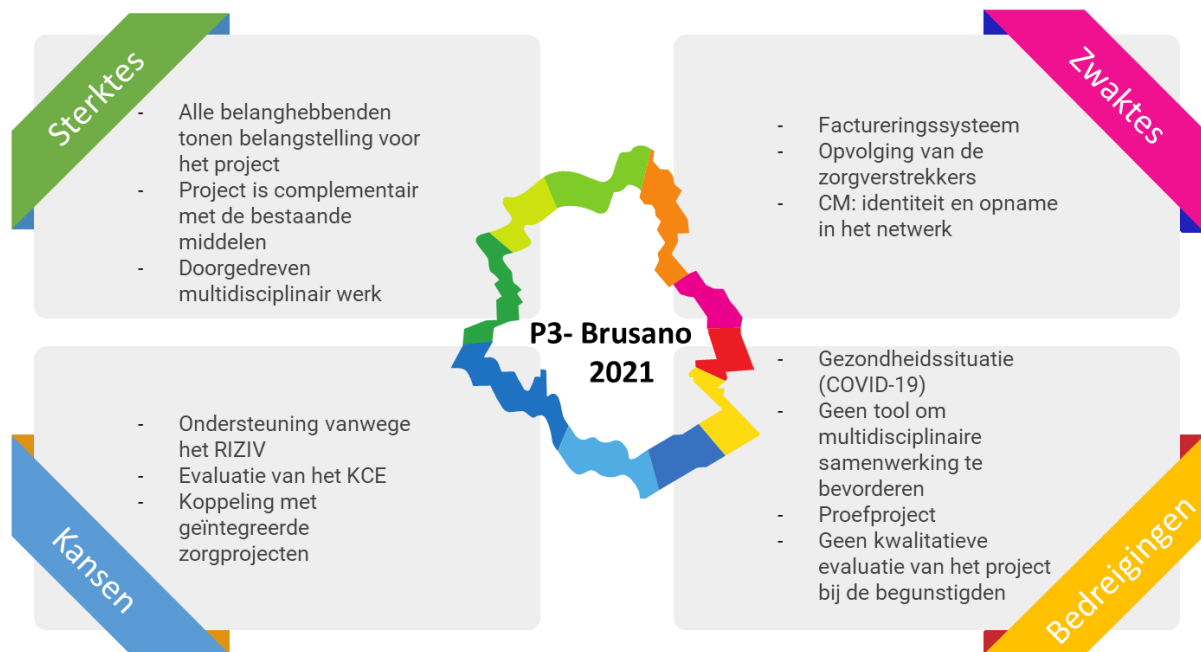 Sterktes
- Alle belanghebbenden
tonen belangstelling voor
het project
- Project is complementair
met de bestaande
middelen
- Doorgedreven
multidisciplinair werk
Zwaktes
- Factureringssysteem
- Opvolging van de
zorgverstrekkers
- CM: identiteit en opname
in het netwerk
P3- Brusano
2021
Kansen
- Ondersteuning vanwege
het RIZIV
- Evaluatie van het KCE
- Koppeling met
geïntegreerde
zorgprojecten
Bedreigingen
- Gezondheidssituatie
(COVID-19)
- Geen tool om
multidisciplinaire
samenwerking te
bevorderen
- Proefproject
- Geen kwalitatieve
evaluatie van het project
bij de begunstigden